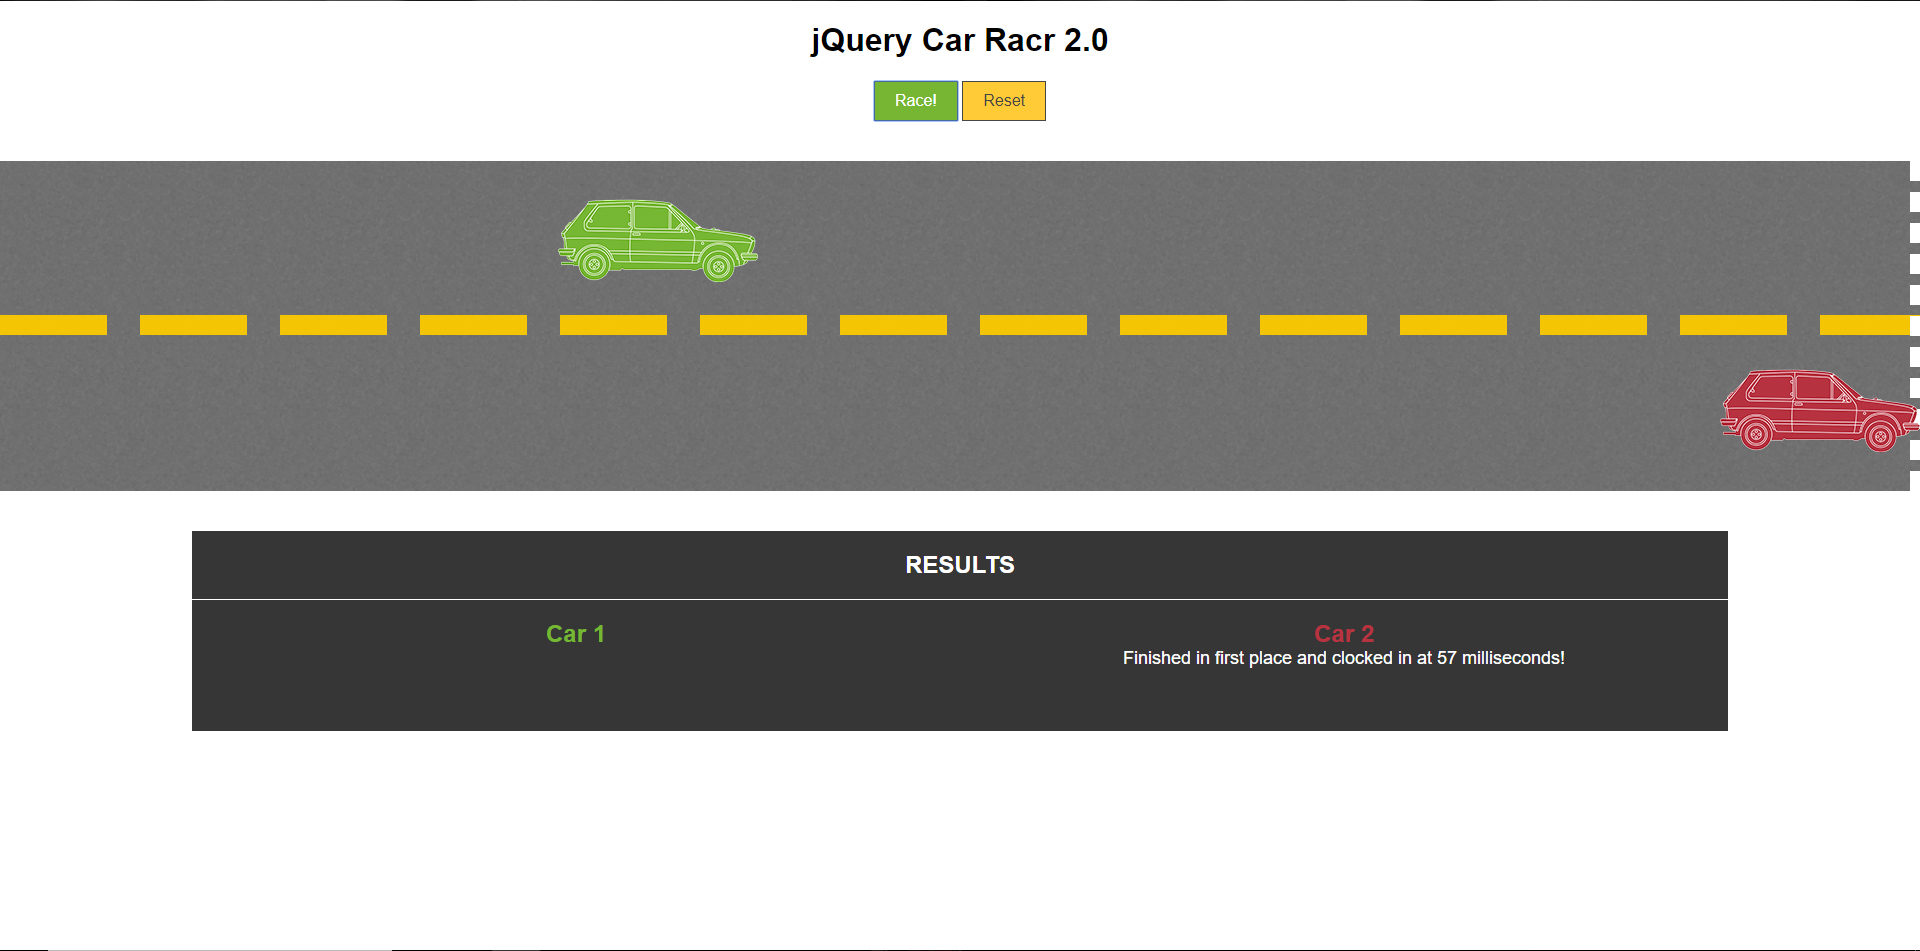 jQuery Car Racr 2.0
Race! Reset
RESULTS
Car 1
Car 2
Finished in first place and clocked in at 57 milliseconds!